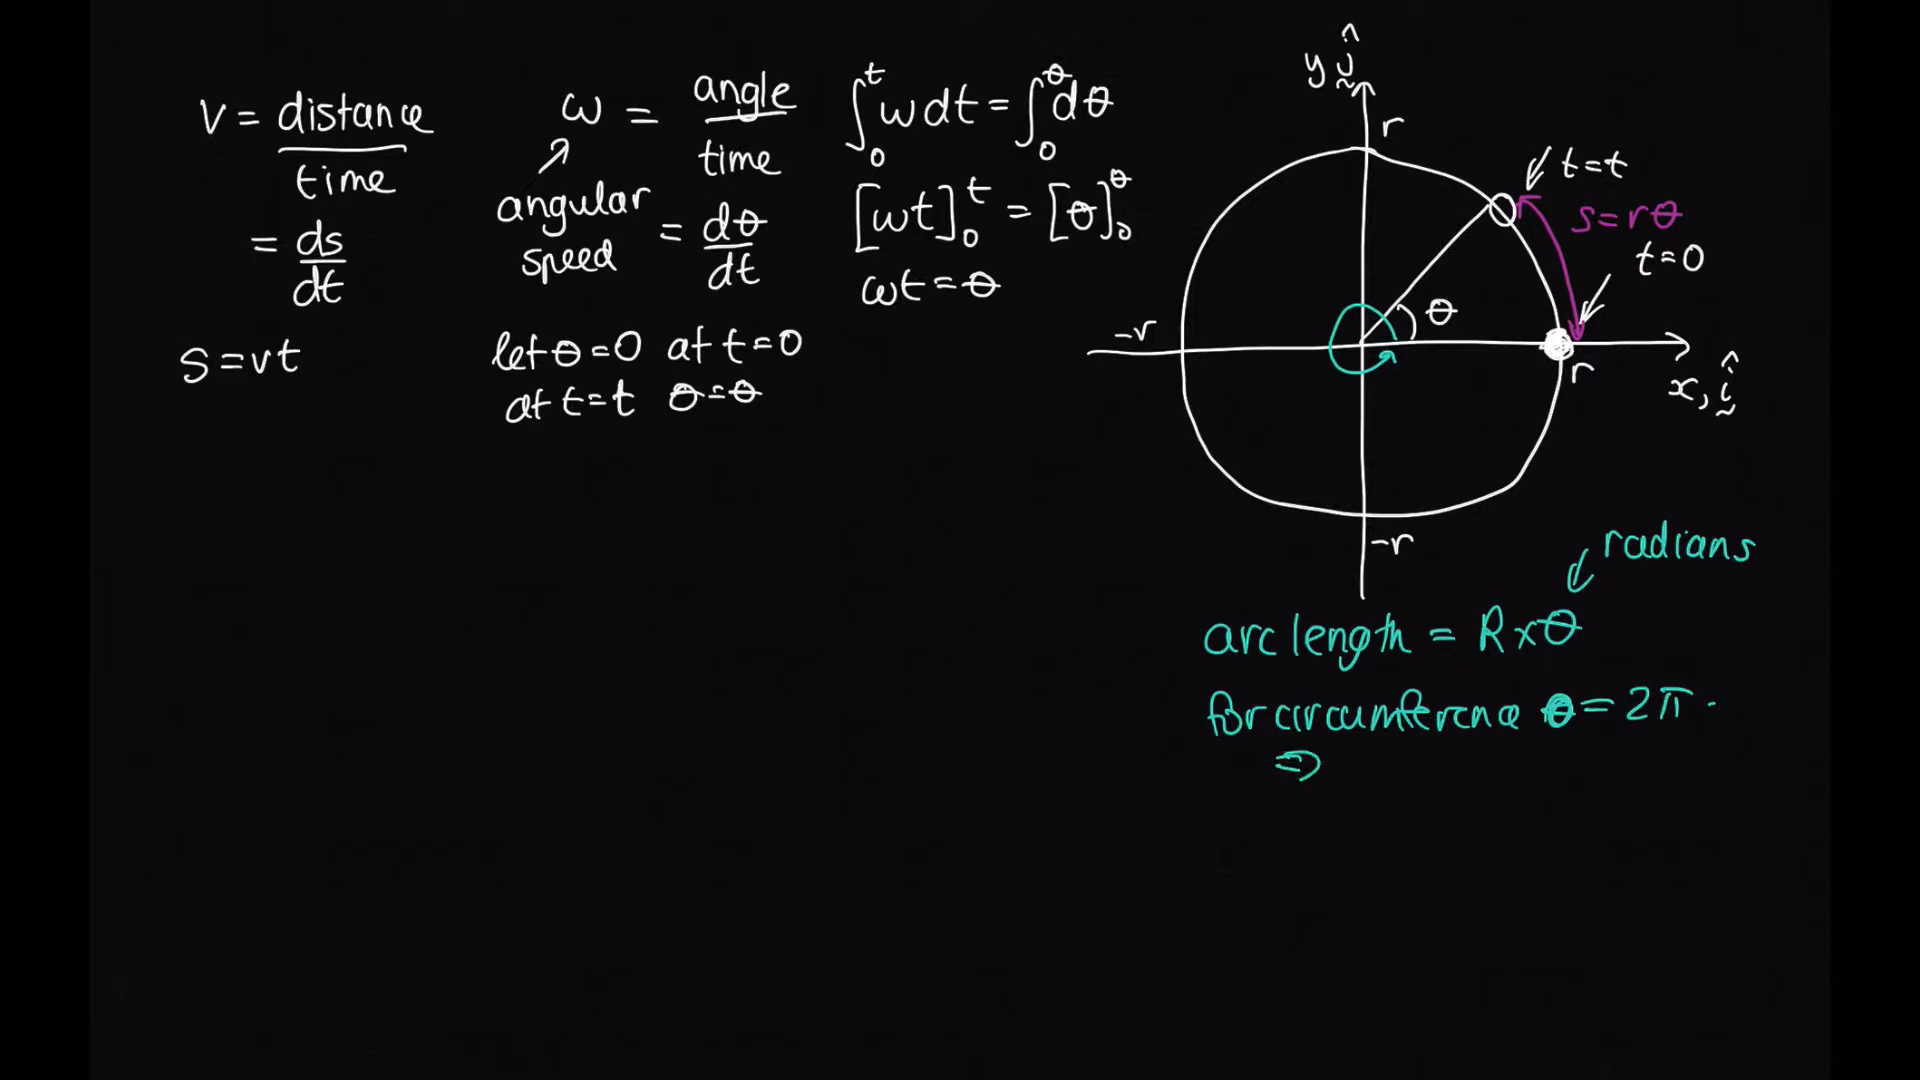 v = distance
time
= ds
dt
s = vt
ω = angle
time
angular
speed
= dθ
dt
let θ=0 at t=0
at t=t θ=θ
∫₀ᵗ ωdt = ∫₀^θ dθ
[ωt]₀ᵗ = [θ]₀^θ
ωt = θ
y ĵ
r
t=t
s=rθ
t=0
θ
-r
r
x, î
-r
radians
arc length = R×θ
for circumference θ = 2π
⇒